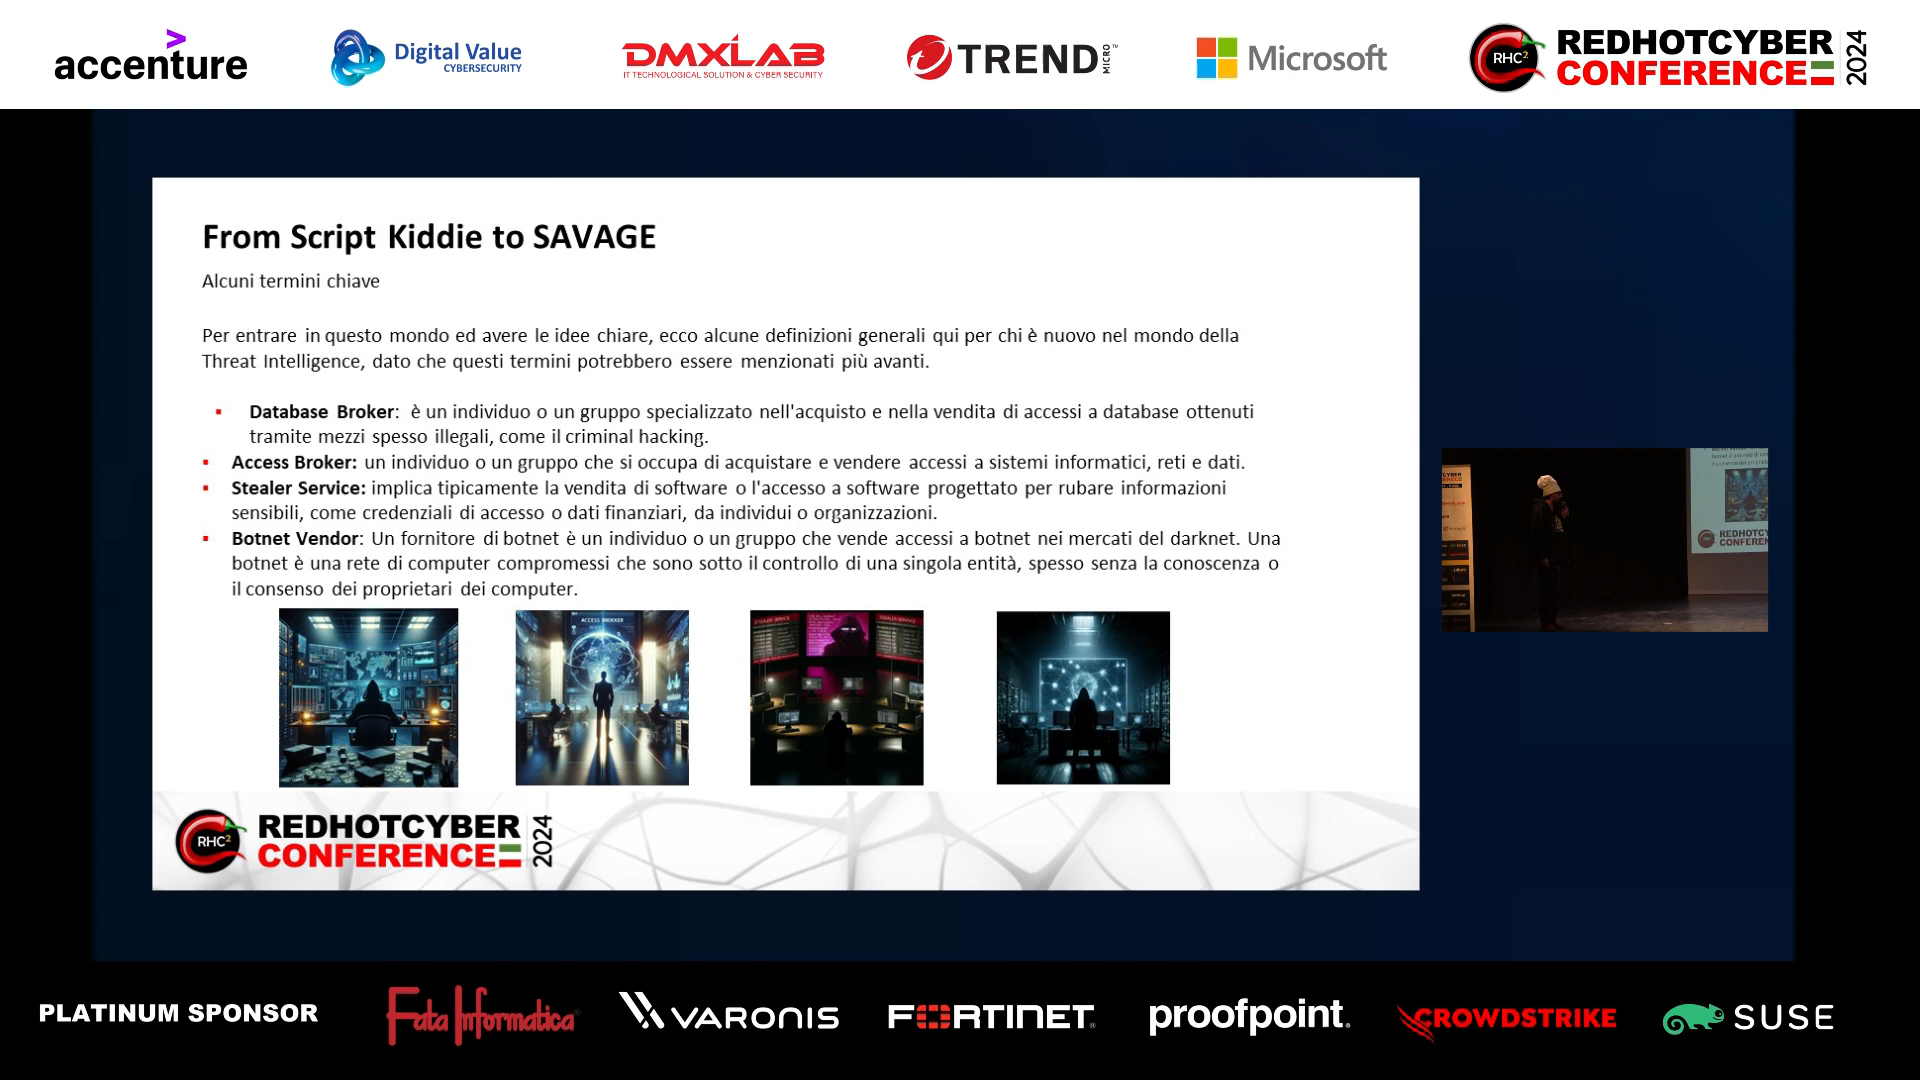 accenture
Digital Value
CYBERSECURITY
DMXLAB
IT TECHNOLOGICAL SOLUTION & CYBER SECURITY
TREND MICRO™
Microsoft
RHC²
REDHOTCYBER
CONFERENCE
2024
From Script Kiddie to SAVAGE
Alcuni termini chiave
Per entrare in questo mondo ed avere le idee chiare, ecco alcune definizioni generali qui per chi è nuovo nel mondo della
Threat Intelligence, dato che questi termini potrebbero essere menzionati più avanti.
▪ Database Broker: è un individuo o un gruppo specializzato nell'acquisto e nella vendita di accessi a database ottenuti
tramite mezzi spesso illegali, come il criminal hacking.
▪ Access Broker: un individuo o un gruppo che si occupa di acquistare e vendere accessi a sistemi informatici, reti e dati.
▪ Stealer Service: implica tipicamente la vendita di software o l'accesso a software progettato per rubare informazioni
sensibili, come credenziali di accesso o dati finanziari, da individui o organizzazioni.
▪ Botnet Vendor: Un fornitore di botnet è un individuo o un gruppo che vende accessi a botnet nei mercati del darknet. Una
botnet è una rete di computer compromessi che sono sotto il controllo di una singola entità, spesso senza la conoscenza o
il consenso dei proprietari dei computer.
STEALER SERVICE
STEALER SERVICE
RHC²
REDHOTCYBER
CONFERENCE
2024
PLATINUM SPONSOR
Fata Informatica
VARONIS
FORTINET®
proofpoint.
CROWDSTRIKE
SUSE